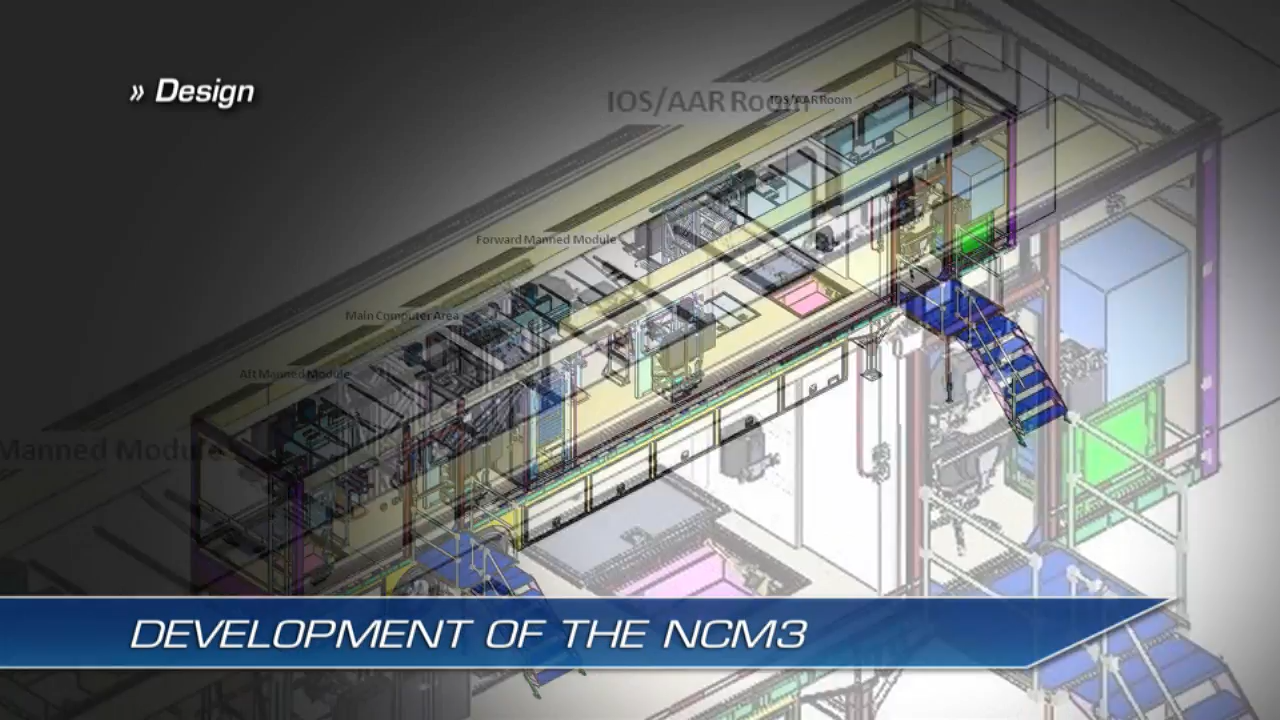 » Design
IOS/AAR Room
IOS/AAR Room
Forward Manned Module
Main Computer Area
Aft Manned Module
Manned Module
DEVELOPMENT OF THE NCM3